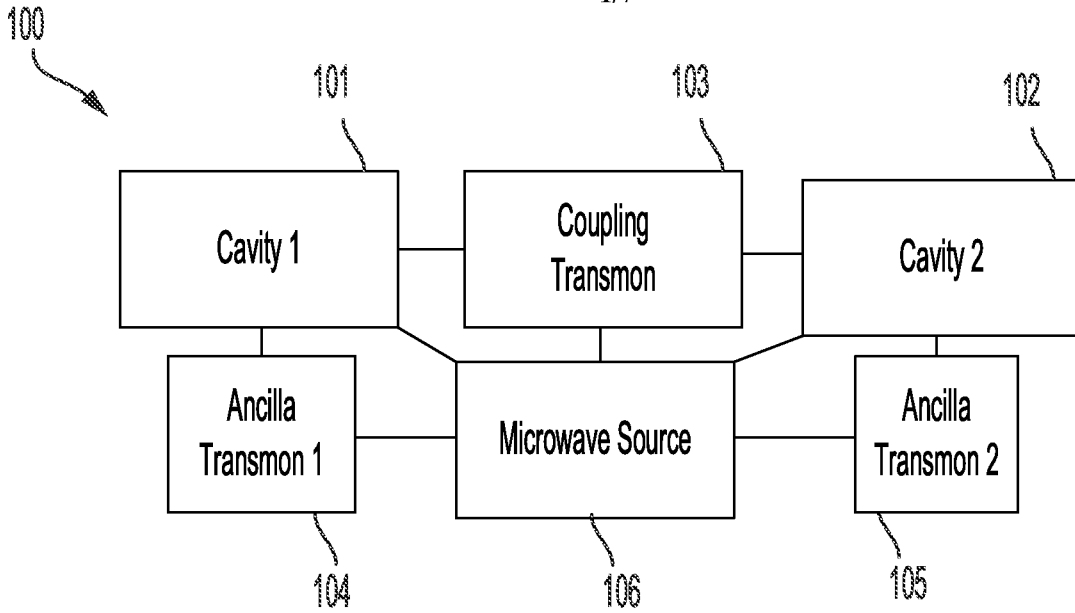 100
101
103
102
Cavity 1
Coupling
Transmon
Cavity 2
Ancilla
Transmon 1
Microwave Source
Ancilla
Transmon 2
104
106
105